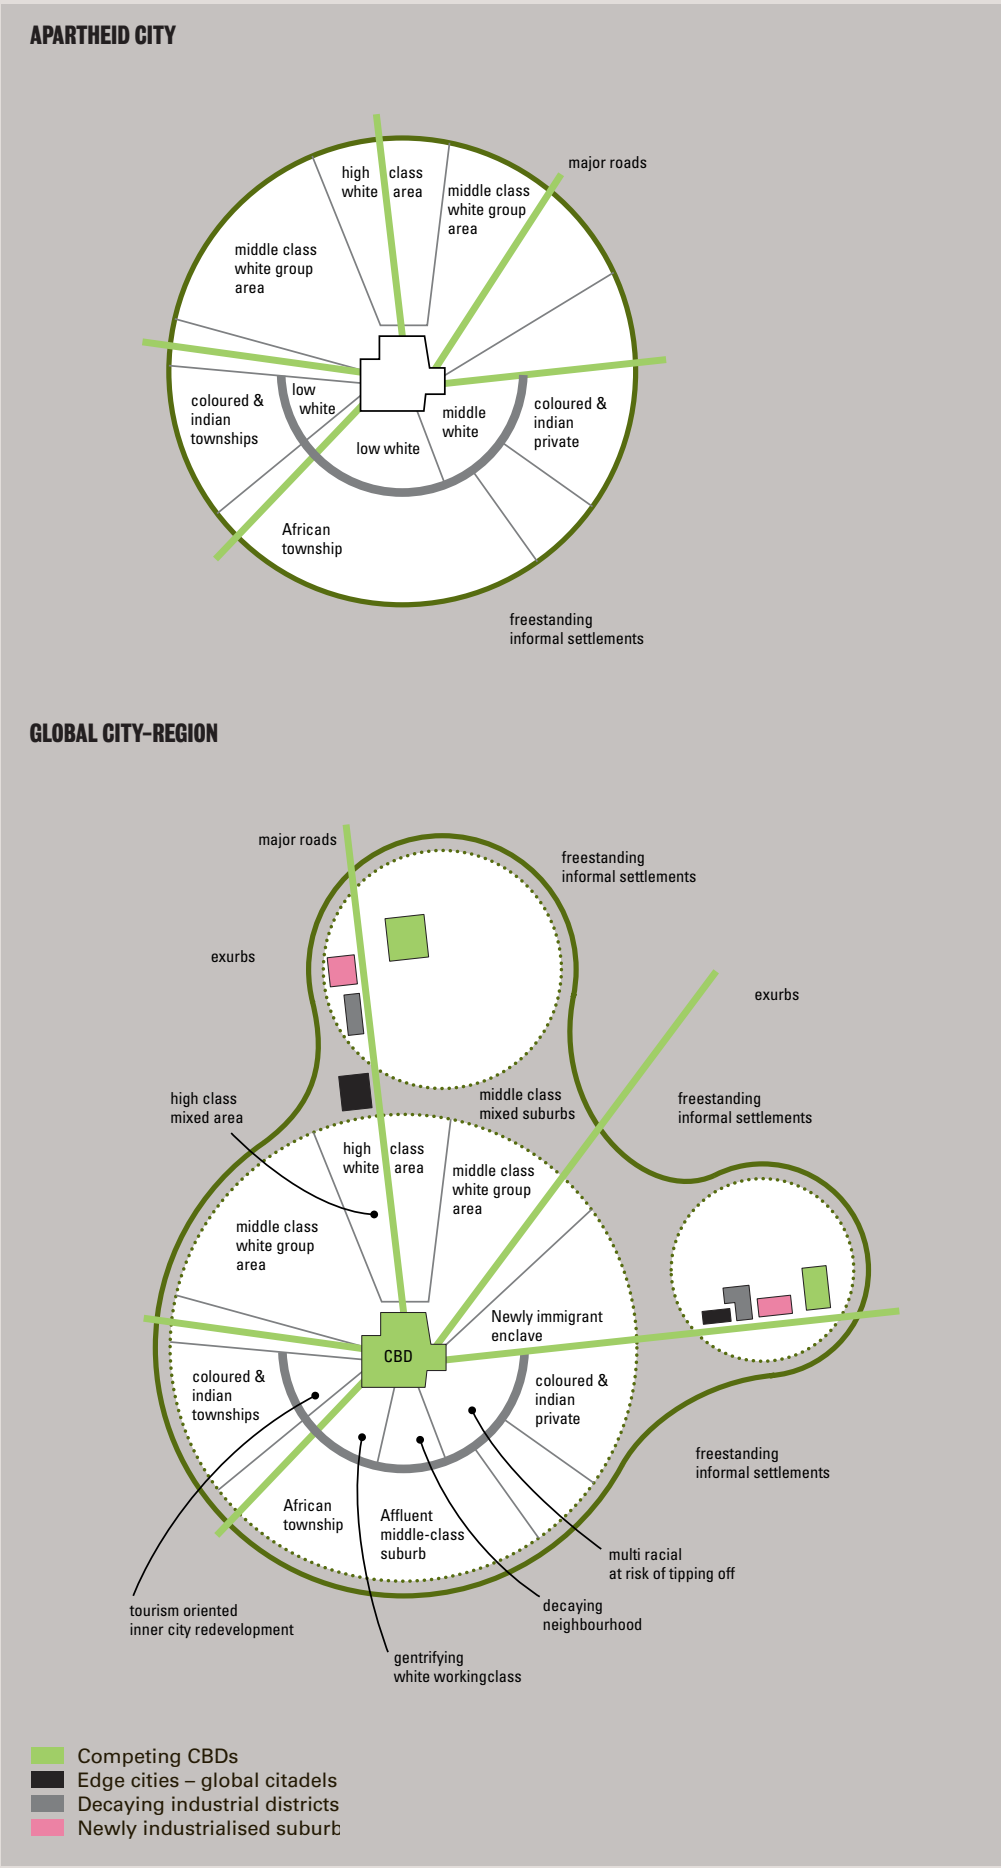 APARTHEID CITY
major roads
high class
white area
middle class
white group
area
middle class
white group
area
low
white
coloured &
indian
townships
middle
white
coloured &
indian
private
low white
African
township
freestanding
informal settlements
GLOBAL CITY–REGION
major roads
freestanding
informal settlements
exurbs
exurbs
high class
mixed area
middle class
mixed suburbs
freestanding
informal settlements
high class
white area
middle class
white group
area
middle class
white group
area
Newly immigrant
enclave
CBD
coloured &
indian
townships
coloured &
indian
private
freestanding
informal settlements
African
township
Affluent
middle-class
suburb
multi racial
at risk of tipping off
tourism oriented
inner city redevelopment
decaying
neighbourhood
gentrifying
white workingclass
Competing CBDs
Edge cities – global citadels
Decaying industrial districts
Newly industrialised suburb